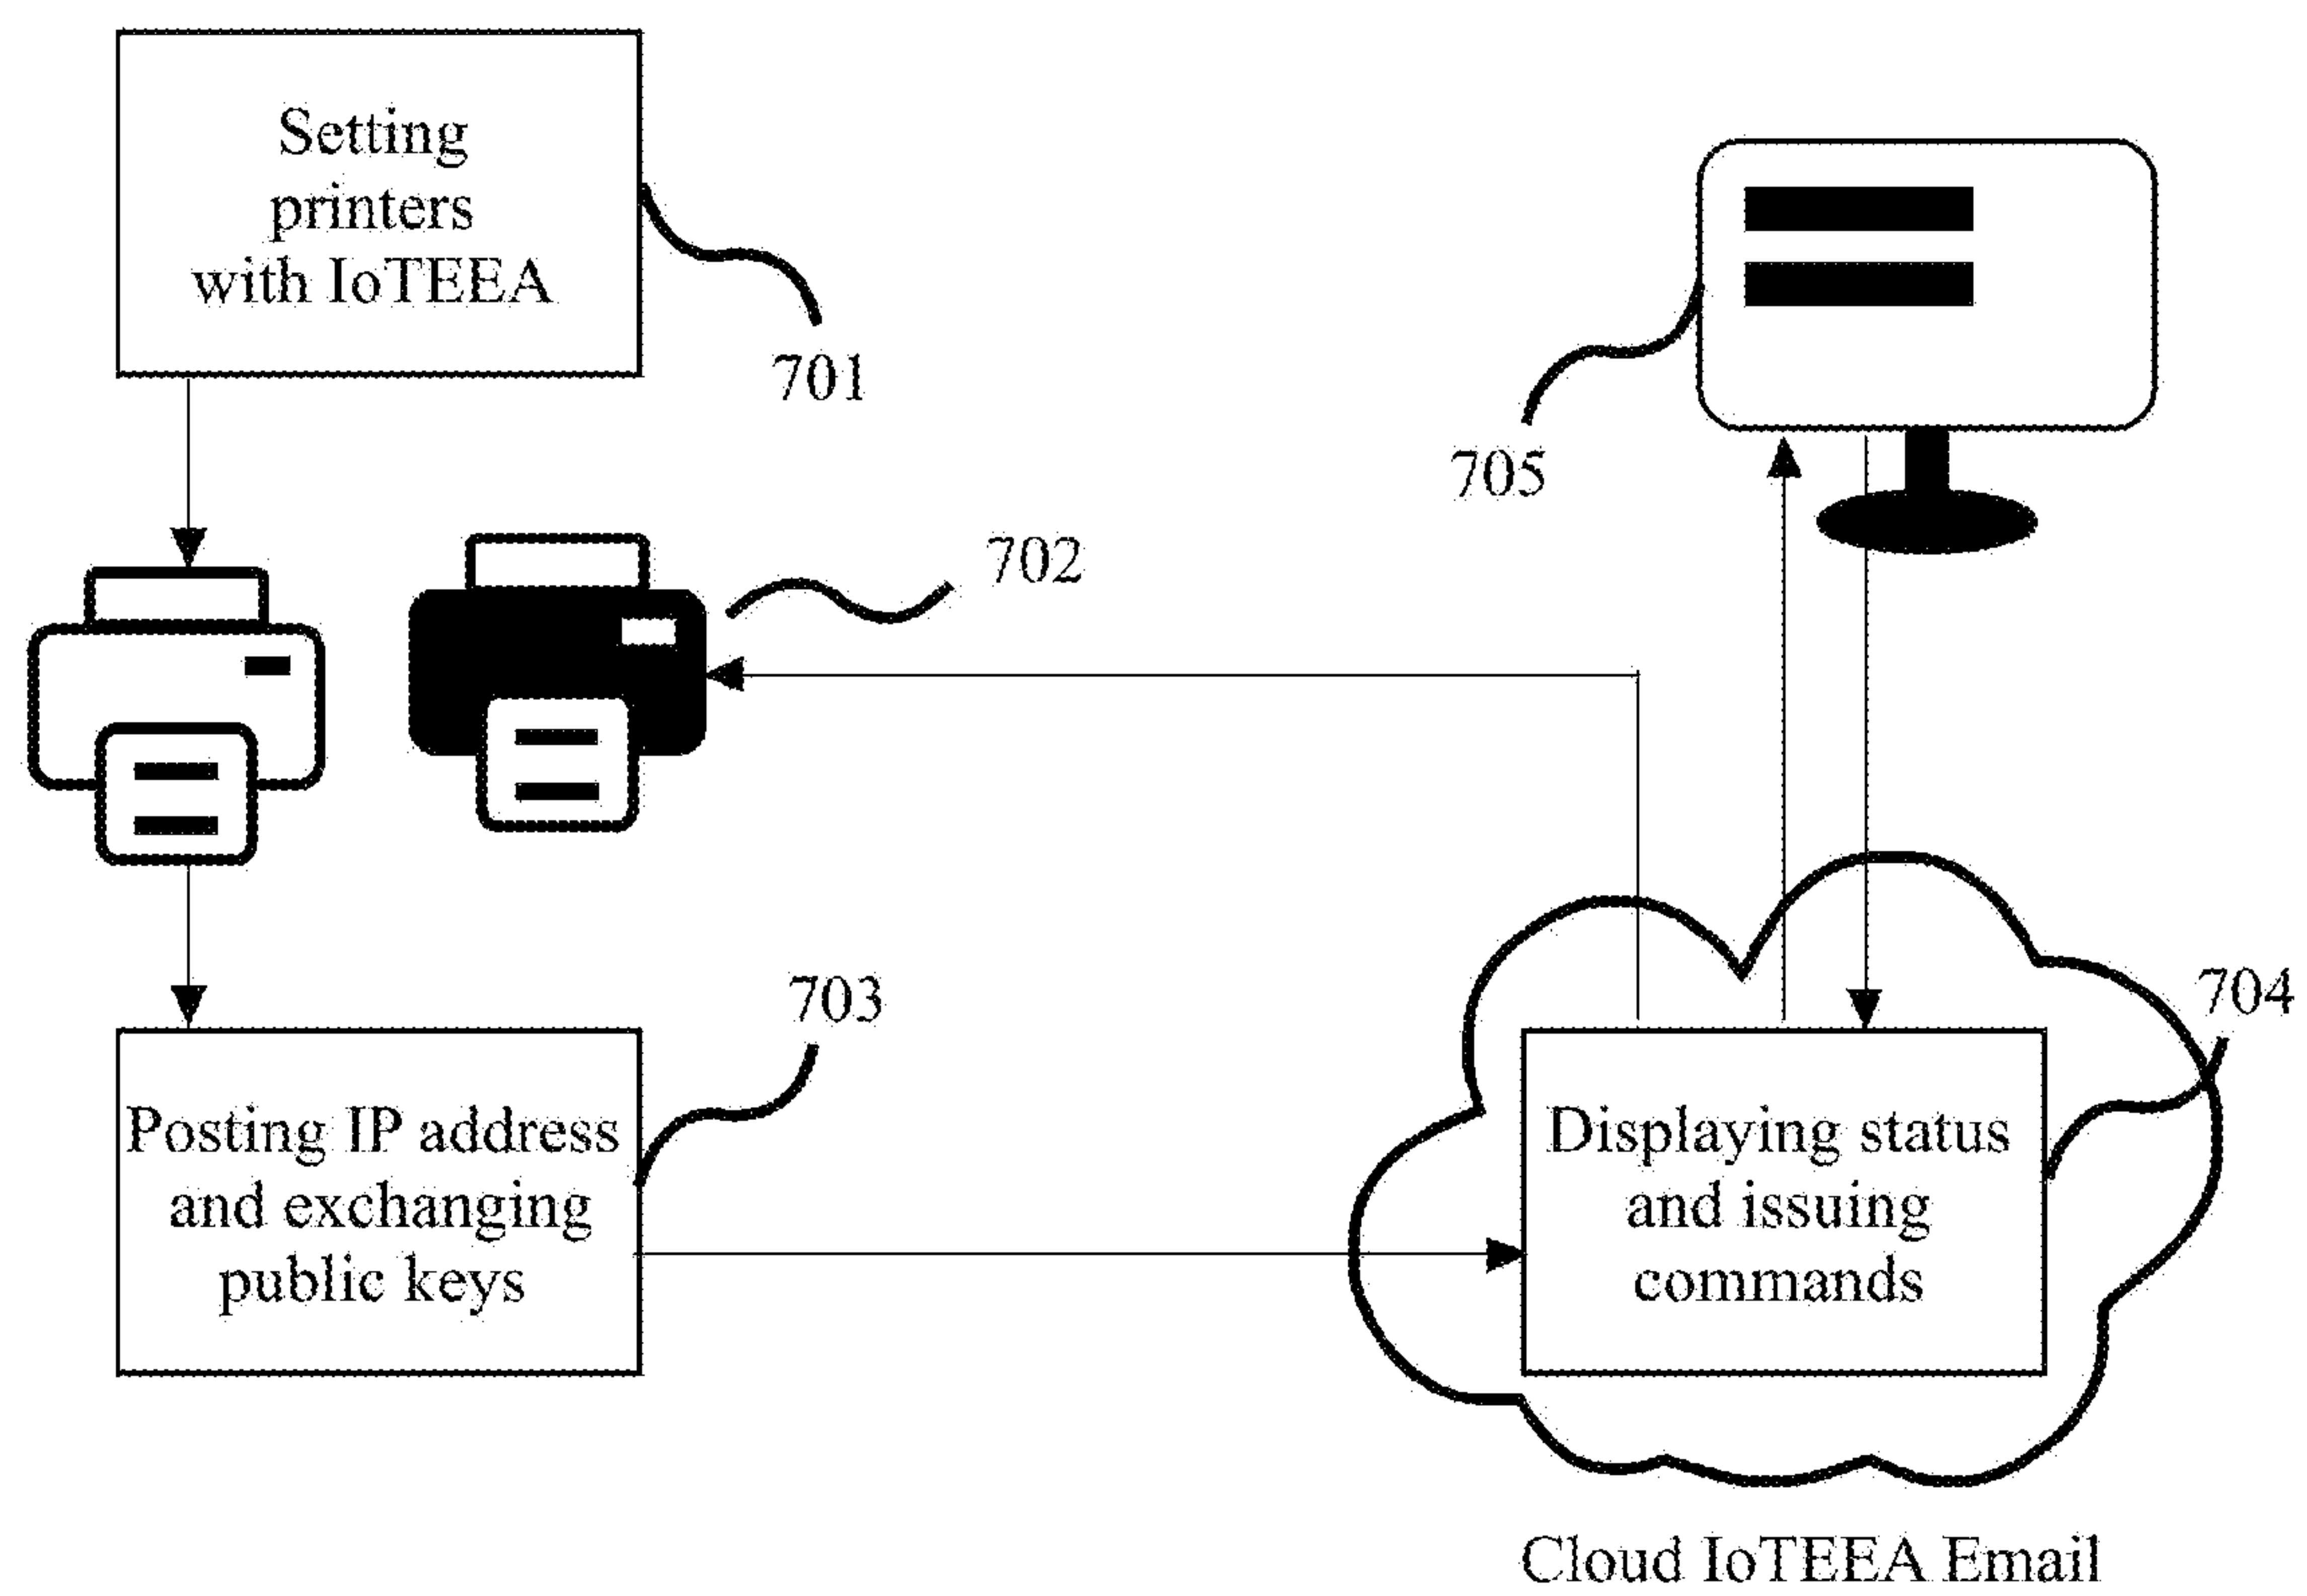 Setting
printers
with IoTEEA
701
705
702
703
704
Posting IP address
and exchanging
public keys
Displaying status
and issuing
commands
Cloud IoTEEA Email